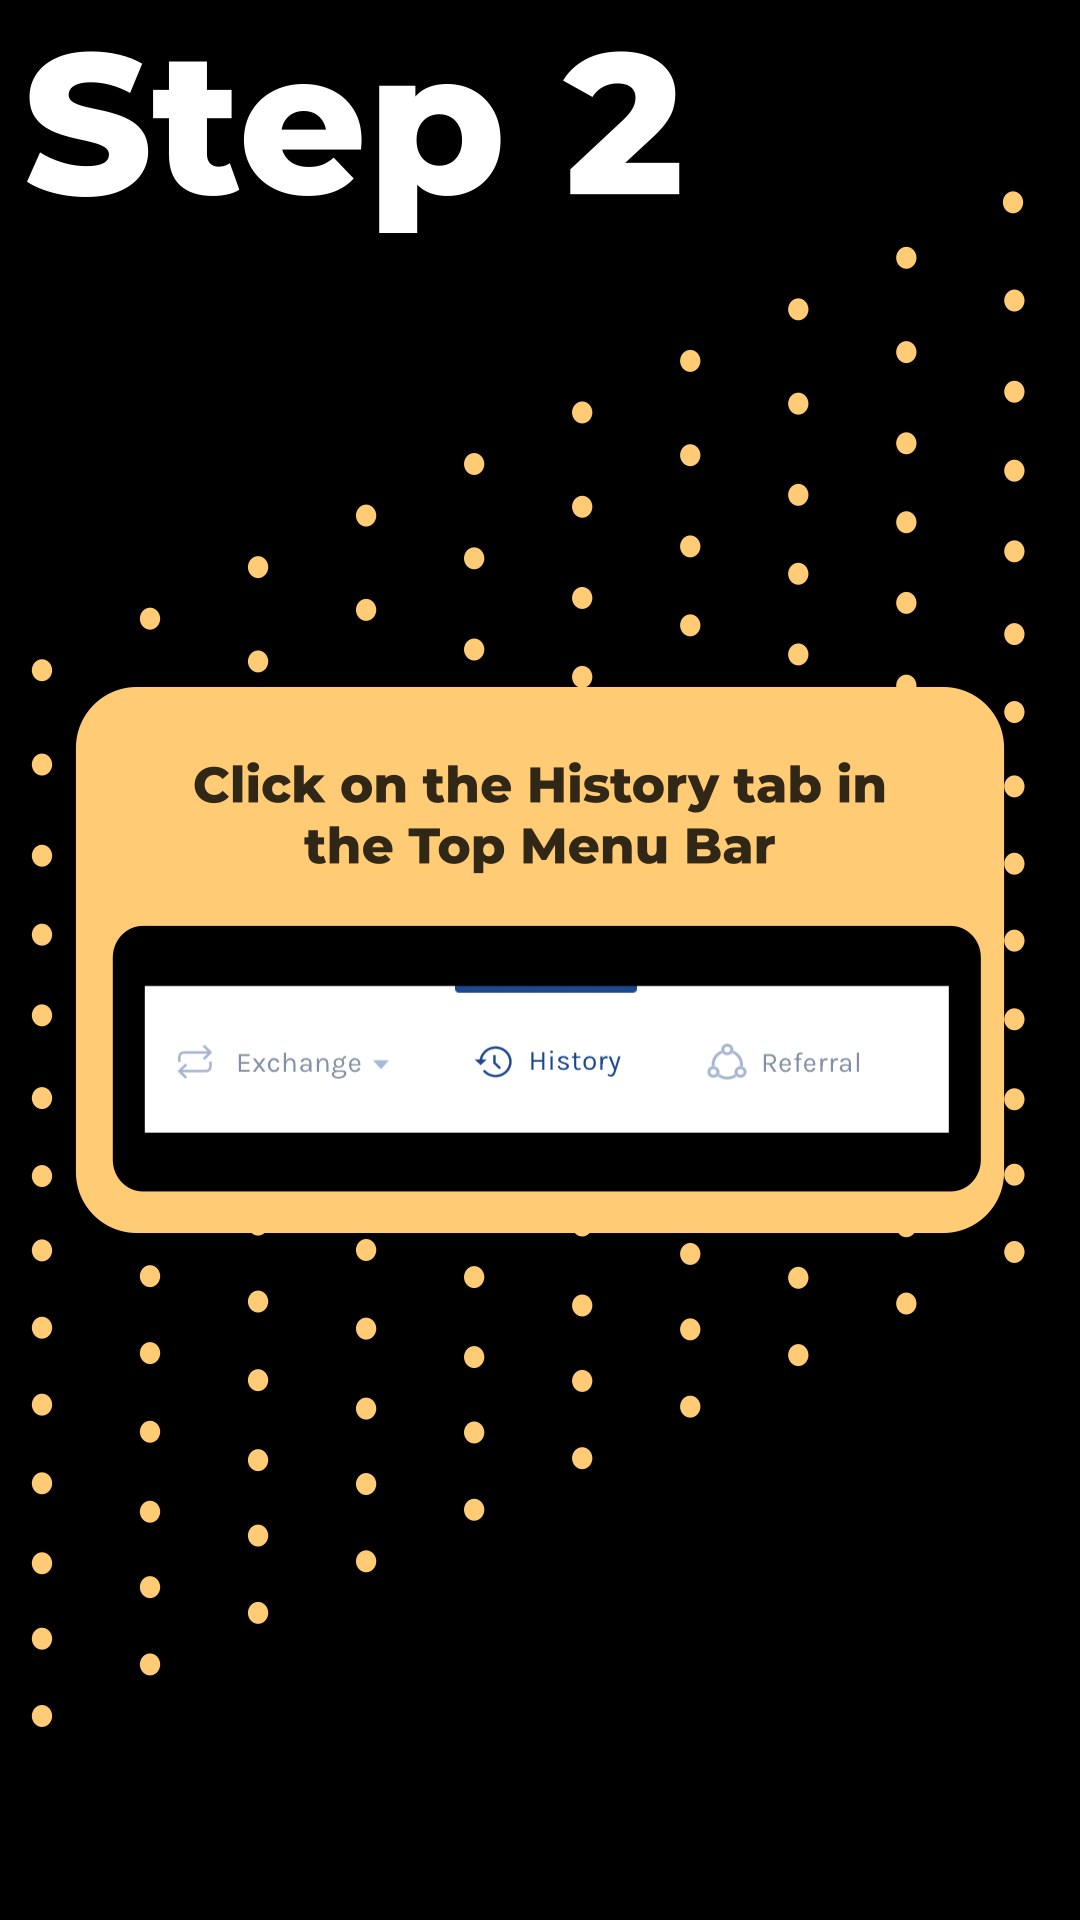 Step 2
Click on the History tab in
the Top Menu Bar
Exchange History Referral